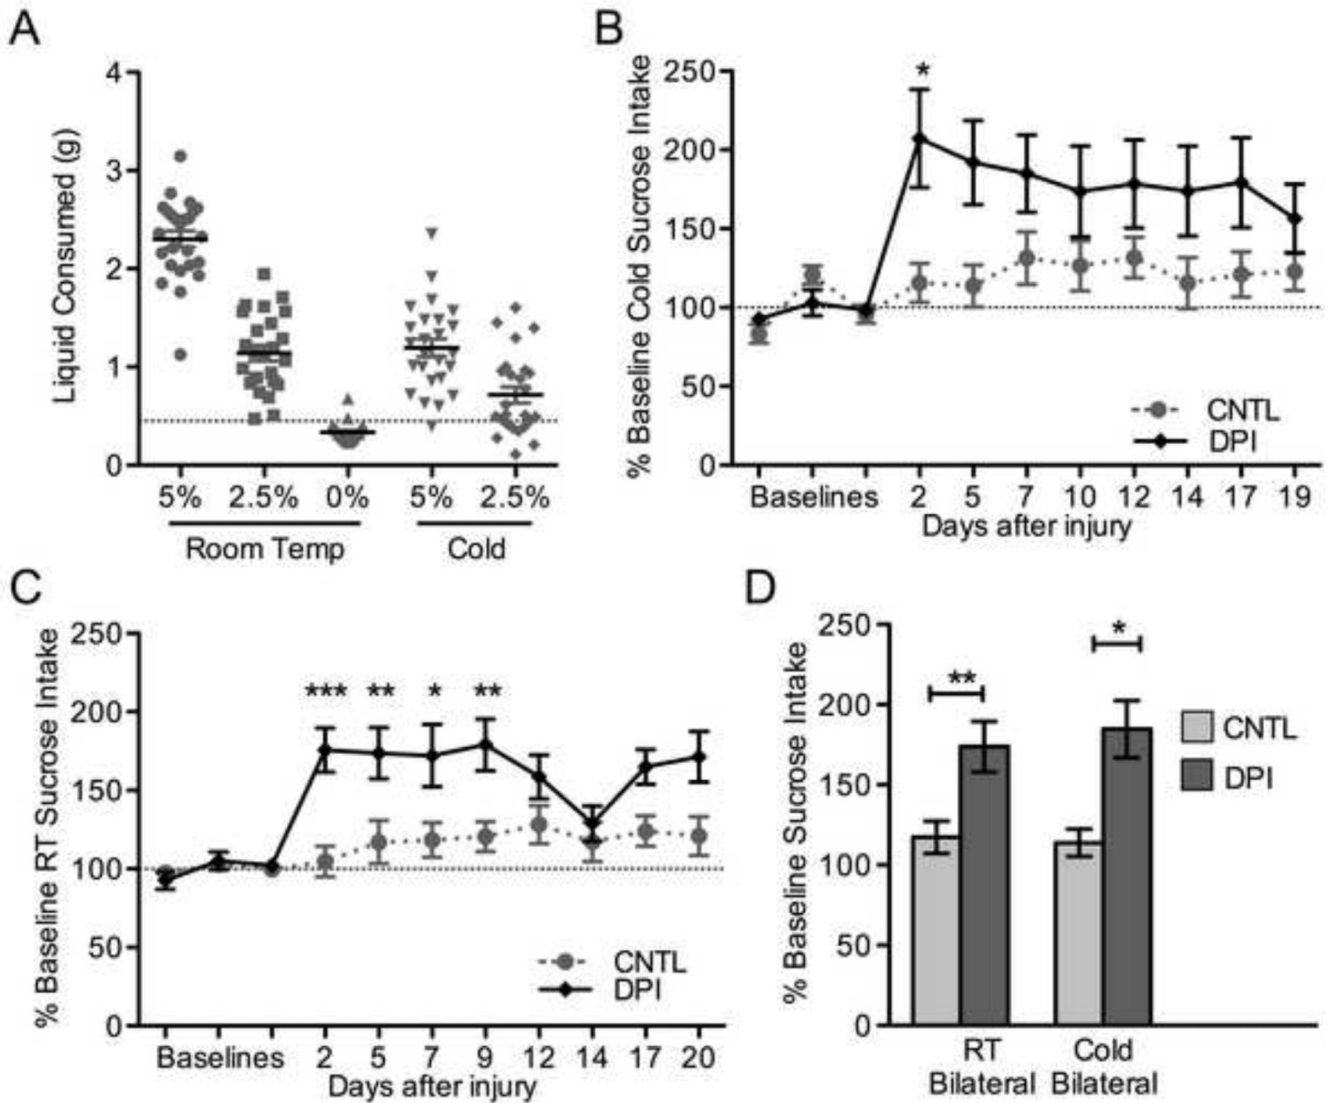 A
Liquid Consumed (g)
4
3
2
1
0
5% 2.5% 0% 5% 2.5%
Room Temp Cold
B
% Baseline Cold Sucrose Intake
250
200
150
100
50
0
*
CNTL
DPI
Baselines 2 5 7 10 12 14 17 19
Days after injury
C
% Baseline RT Sucrose Intake
250
200
150
100
50
0
*** ** * **
CNTL
DPI
Baselines 2 5 7 9 12 14 17 20
Days after injury
D
% Baseline Sucrose Intake
250
200
150
100
50
0
** *
CNTL
DPI
RT Cold
Bilateral Bilateral